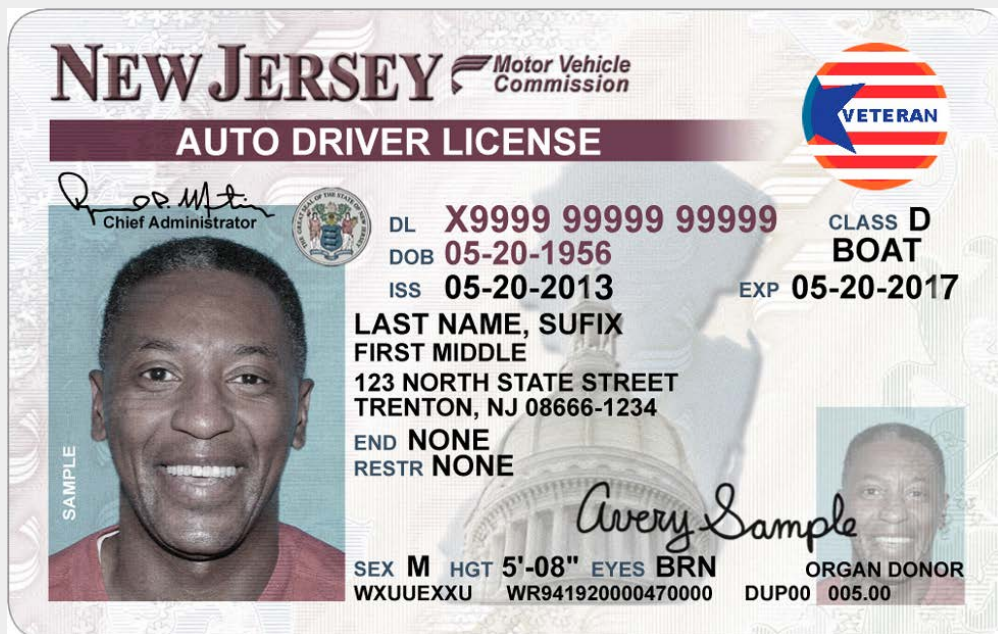 NEW JERSEY Motor Vehicle Commission
VETERAN
AUTO DRIVER LICENSE
Chief Administrator
DL X9999 99999 99999 CLASS D
DOB 05-20-1956 BOAT
ISS 05-20-2013 EXP 05-20-2017
LAST NAME, SUFIX
FIRST MIDDLE
123 NORTH STATE STREET
TRENTON, NJ 08666-1234
END NONE
RESTR NONE
SAMPLE
Avery Sample
SEX M HGT 5'-08" EYES BRN ORGAN DONOR
WXUUEXXU WR941920000470000 DUP00 005.00